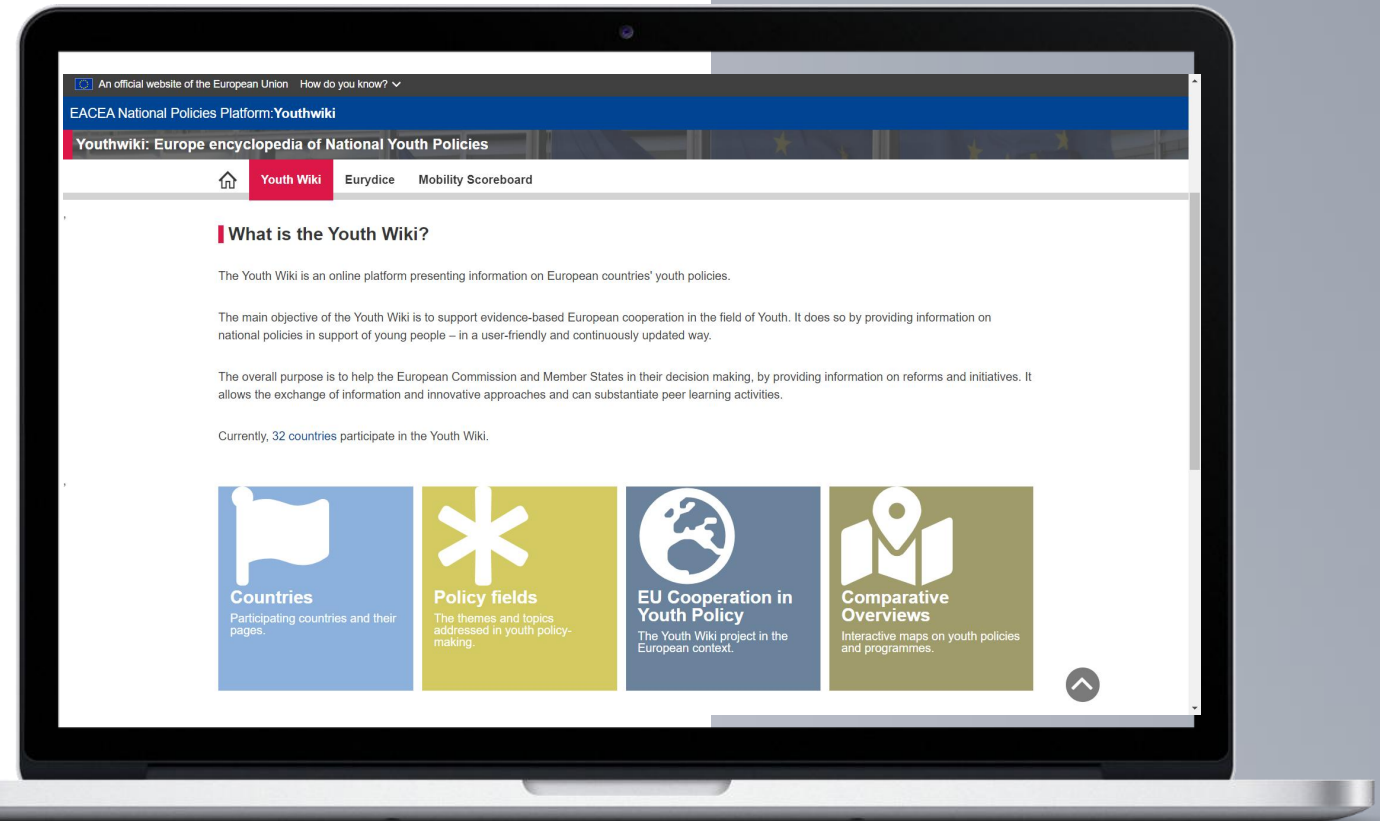 An official website of the European Union How do you know?
EACEA National Policies Platform:Youthwiki
Youthwiki: Europe encyclopedia of National Youth Policies
Youth Wiki Eurydice Mobility Scoreboard
What is the Youth Wiki?
The Youth Wiki is an online platform presenting information on European countries' youth policies.
The main objective of the Youth Wiki is to support evidence-based European cooperation in the field of Youth. It does so by providing information on
national policies in support of young people – in a user-friendly and continuously updated way.
The overall purpose is to help the European Commission and Member States in their decision making, by providing information on reforms and initiatives. It
allows the exchange of information and innovative approaches and can substantiate peer learning activities.
Currently, 32 countries participate in the Youth Wiki.
Countries
Participating countries and their
pages.
Policy fields
The themes and topics
addressed in youth policy-
making.
EU Cooperation in
Youth Policy
The Youth Wiki project in the
European context.
Comparative
Overviews
Interactive maps on youth policies
and programmes.